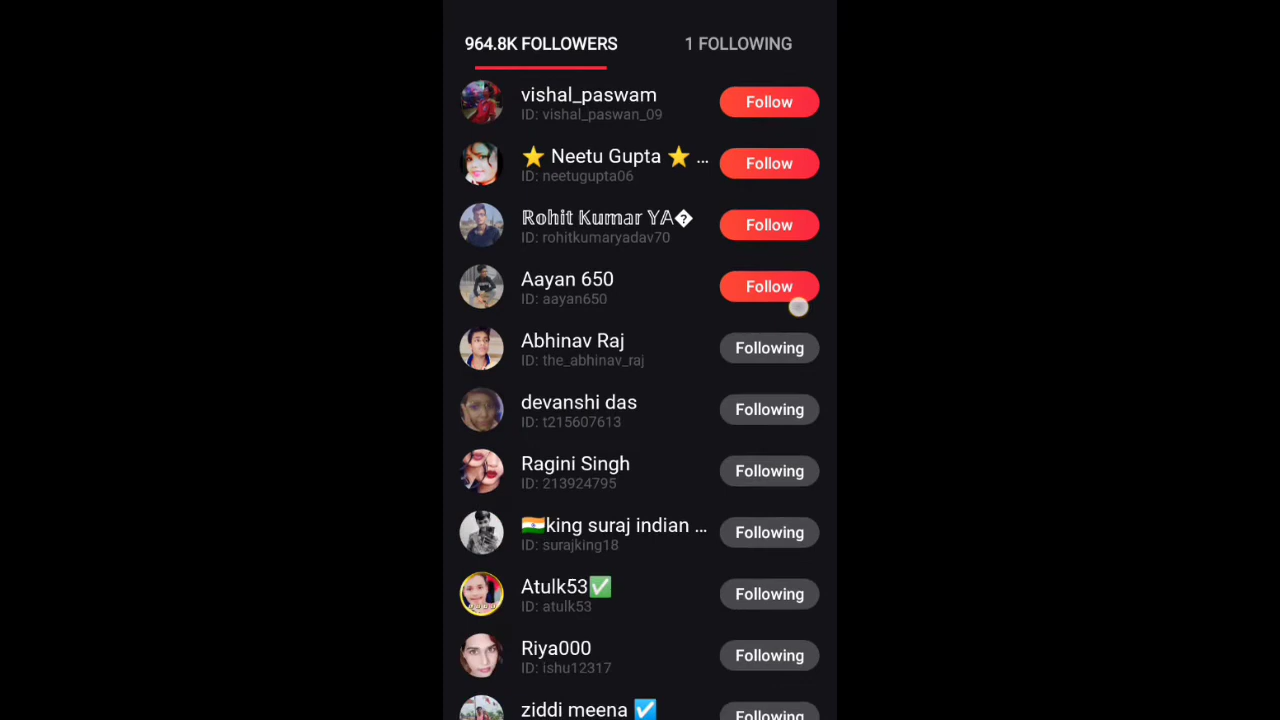 964.8K FOLLOWERS 1 FOLLOWING
vishal_paswam
ID: vishal_paswan_09
Follow
⭐ Neetu Gupta ⭐ ...
ID: neetugupta06
Follow
ℝ𝕠𝕙𝕚𝕥 𝕂𝕦𝕞𝕒𝕣 𝕐𝔸�
ID: rohitkumaryadav70
Follow
Aayan 650
ID: aayan650
Follow
Abhinav Raj
ID: the_abhinav_raj
Following
devanshi das
ID: t215607613
Following
Ragini Singh
ID: 213924795
Following
🇮🇳king suraj indian ...
ID: surajking18
Following
Atulk53✅
ID: atulk53
Following
Riya000
ID: ishu12317
Following
ziddi meena ☑️
Following